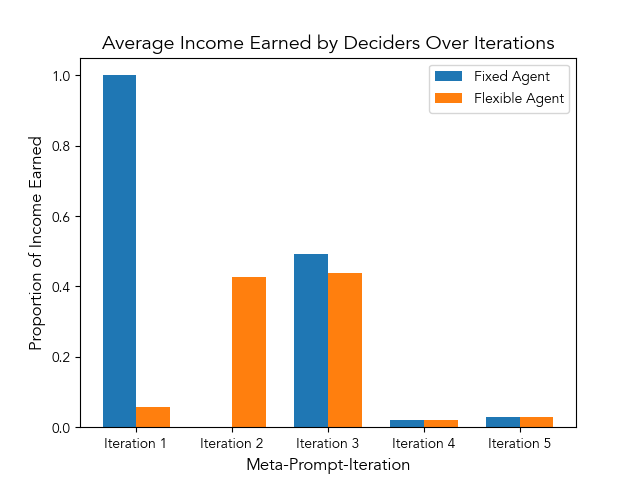 Average Income Earned by Deciders Over Iterations
Fixed Agent
Flexible Agent
Proportion of Income Earned
1.0
0.8
0.6
0.4
0.2
0.0
Iteration 1
Iteration 2
Iteration 3
Iteration 4
Iteration 5
Meta-Prompt-Iteration